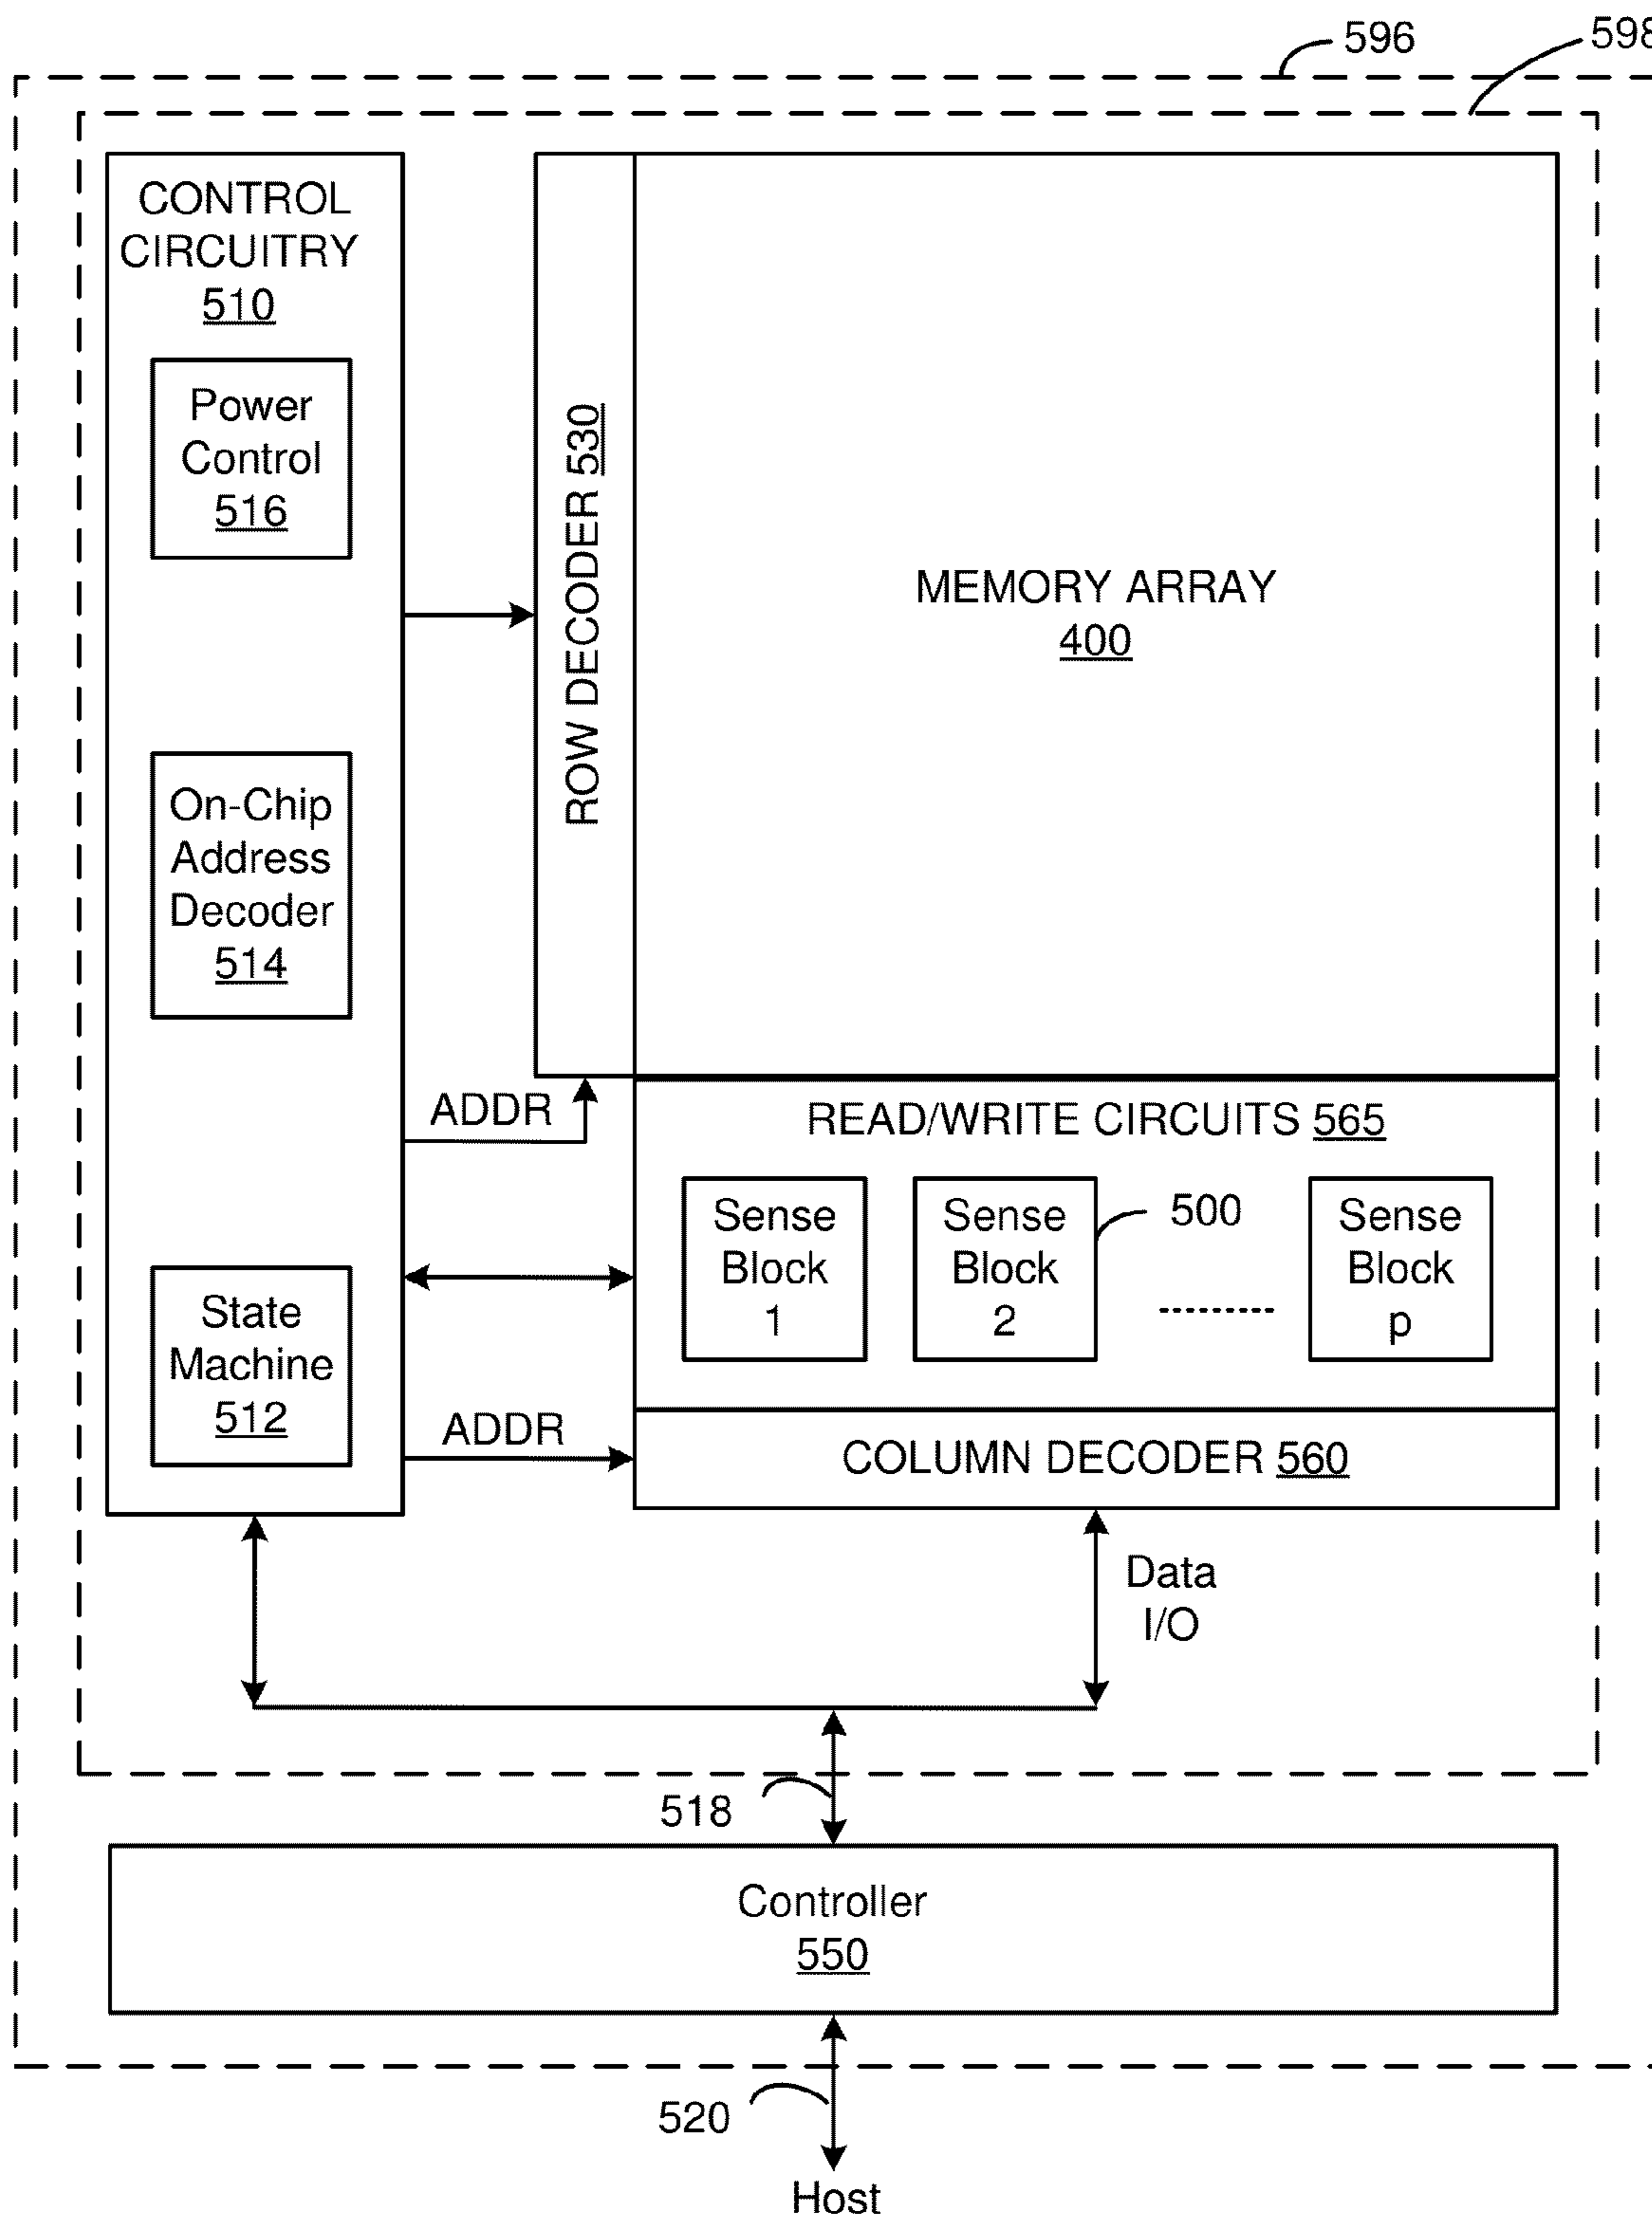 596
598
CONTROL
CIRCUITRY
510
Power
Control
516
On-Chip
Address
Decoder
514
State
Machine
512
ROW DECODER 530
MEMORY ARRAY
400
ADDR
READ/WRITE CIRCUITS 565
Sense
Block
1
Sense
Block
2
500
........
Sense
Block
p
ADDR
COLUMN DECODER 560
Data
I/O
518
Controller
550
520
Host